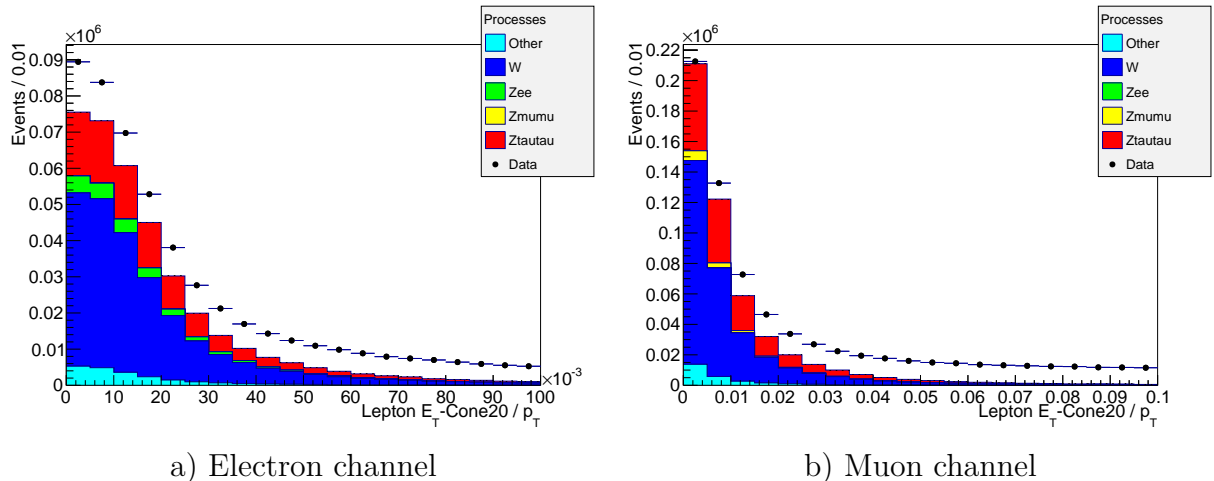 ×10⁶
Events / 0.01
0.09
0.08
0.07
0.06
0.05
0.04
0.03
0.02
0.01
0
0 10 20 30 40 50 60 70 80 90 100
×10⁻³
Lepton E_T-Cone20 / p_T
Processes
Other
W
Zee
Zmumu
Ztautau
Data
a) Electron channel
×10⁶
Events / 0.01
0.22
0.2
0.18
0.16
0.14
0.12
0.1
0.08
0.06
0.04
0.02
0
0 0.01 0.02 0.03 0.04 0.05 0.06 0.07 0.08 0.09 0.1
Lepton E_T-Cone20 / p_T
Processes
Other
W
Zee
Zmumu
Ztautau
Data
b) Muon channel